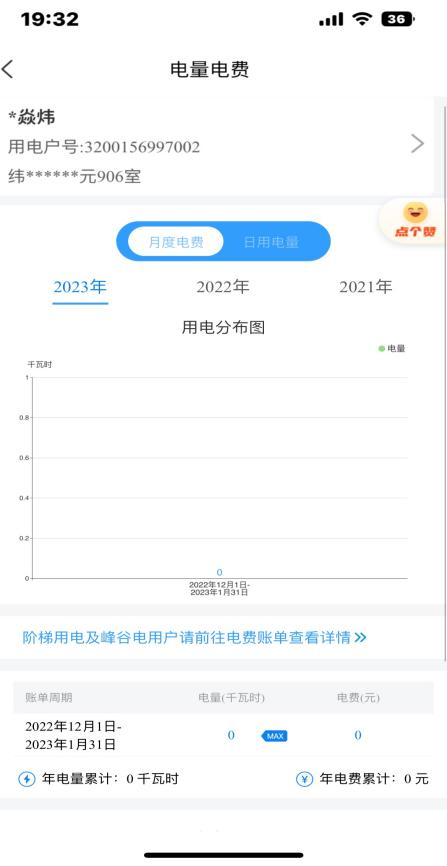 19:32
36
电量电费
*焱炜
用电户号:3200156997002
纬******元906室
点个赞
月度电费 日用电量
2023年 2022年 2021年
用电分布图
电量
千瓦时
1
0.8
0.6
0.4
0.2
0
0
2022年12月1日-
2023年1月31日
阶梯用电及峰谷电用户请前往电费账单查看详情
账单周期 电量(千瓦时) 电费(元)
2022年12月1日-
2023年1月31日
0 MAX 0
年电量累计：0 千瓦时 ¥ 年电费累计：0 元